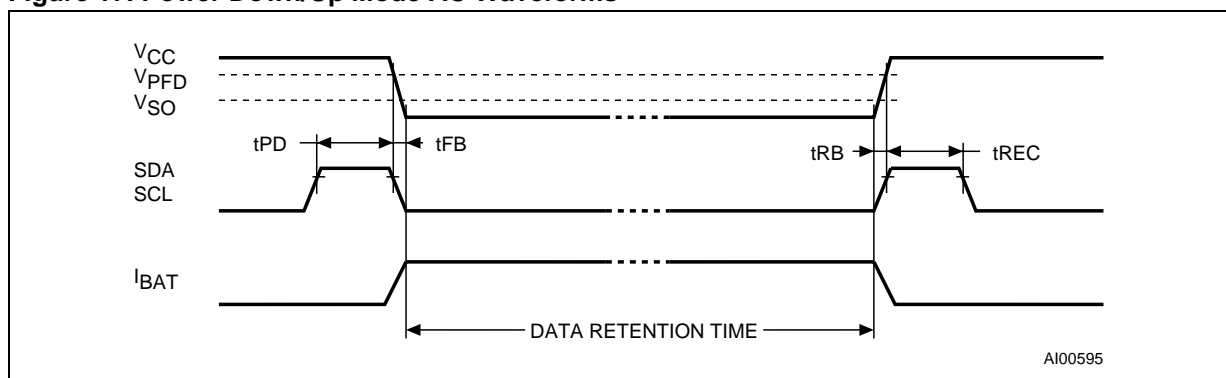 Figure Power Down/Up Mode AC Waveforms
VCC
VPFD
VSO
tPD
tFB
tRB
tREC
SDA
SCL
IBAT
DATA RETENTION TIME
AI00595